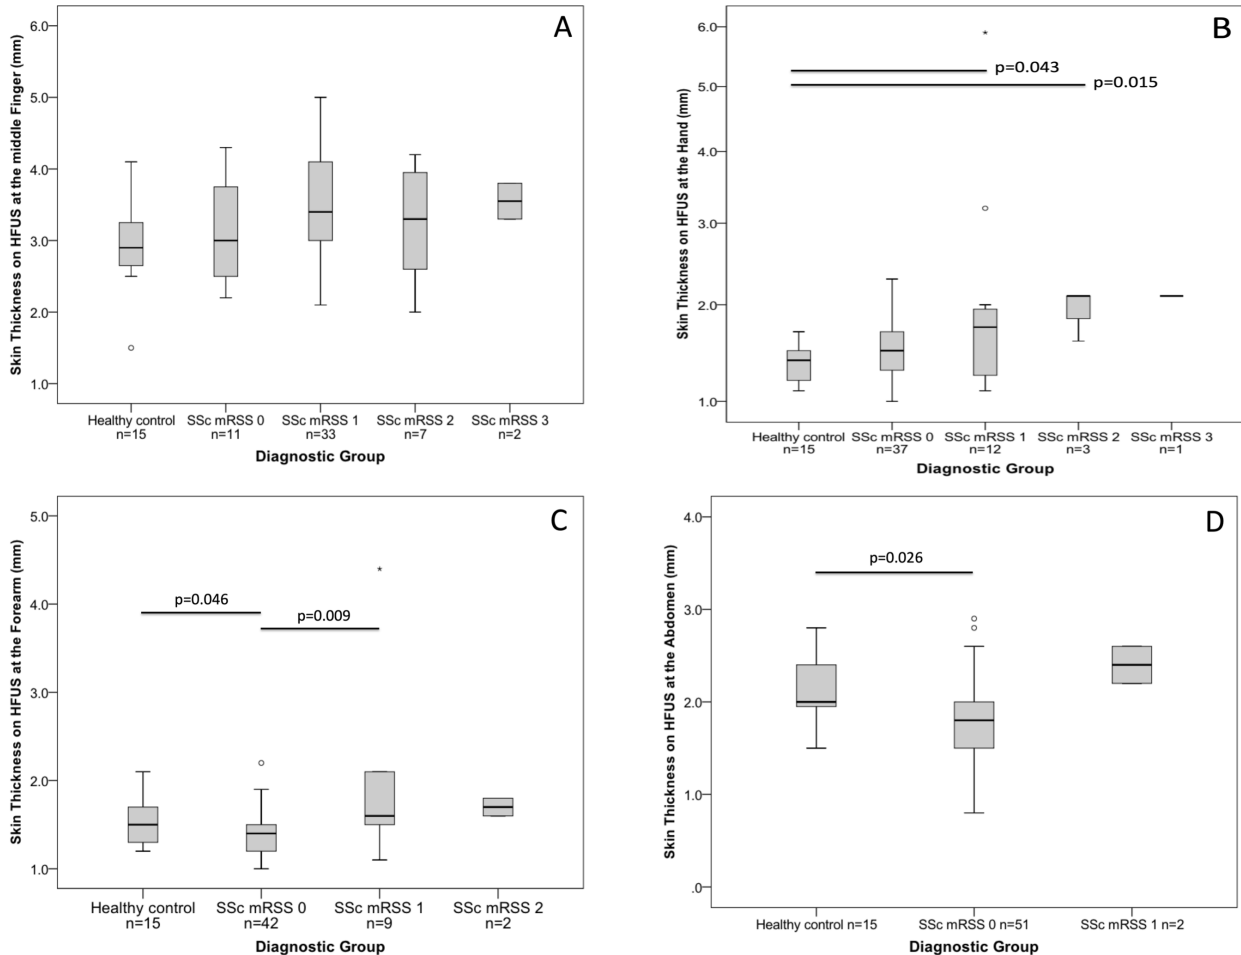 A
Skin Thickness on HFUS at the middle Finger (mm)
6.0
5.0
4.0
3.0
2.0
1.0
Healthy control SSc mRSS 0 SSc mRSS 1 SSc mRSS 2 SSc mRSS 3
n=15 n=11 n=33 n=7 n=2
Diagnostic Group
B
Skin Thickness on HFUS at the Hand (mm)
6.0
5.0
4.0
3.0
2.0
1.0
*
p=0.043
p=0.015
Healthy control SSc mRSS 0 SSc mRSS 1 SSc mRSS 2 SSc mRSS 3
n=15 n=37 n=12 n=3 n=1
Diagnostic Group
C
Skin Thickness on HFUS at the Forearm (mm)
5.0
4.0
3.0
2.0
1.0
*
p=0.046
p=0.009
Healthy control SSc mRSS 0 SSc mRSS 1 SSc mRSS 2
n=15 n=42 n=9 n=2
Diagnostic Group
D
Skin Thickness on HFUS at the Abdomen (mm)
4.0
3.0
2.0
1.0
.0
p=0.026
Healthy control n=15 SSc mRSS 0 n=51 SSc mRSS 1 n=2
Diagnostic Group